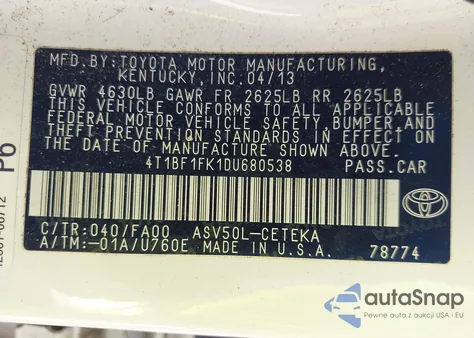 MFD.BY:TOYOTA MOTOR MANUFACTURING,
KENTUCKY,INC.04/13
GVWR 4630LB GAWR FR 2625LB RR 2625LB
THIS VEHICLE CONFORMS TO ALL APPLICABLE
FEDERAL MOTOR VEHICLE SAFETY,BUMPER AND
THEFT PREVENTION STANDARDS IN EFFECT ON
THE DATE OF MANUFACTURE SHOWN ABOVE.
4T1BF1FK1DU680538 PASS.CAR
C/TR:040/FA00 ASV50L-CETEKA
A/TM:-01A/U760E MADE IN U.S.A. 78774
TOYOTA
P6
autoSnap
Pewne auta z USA i EU